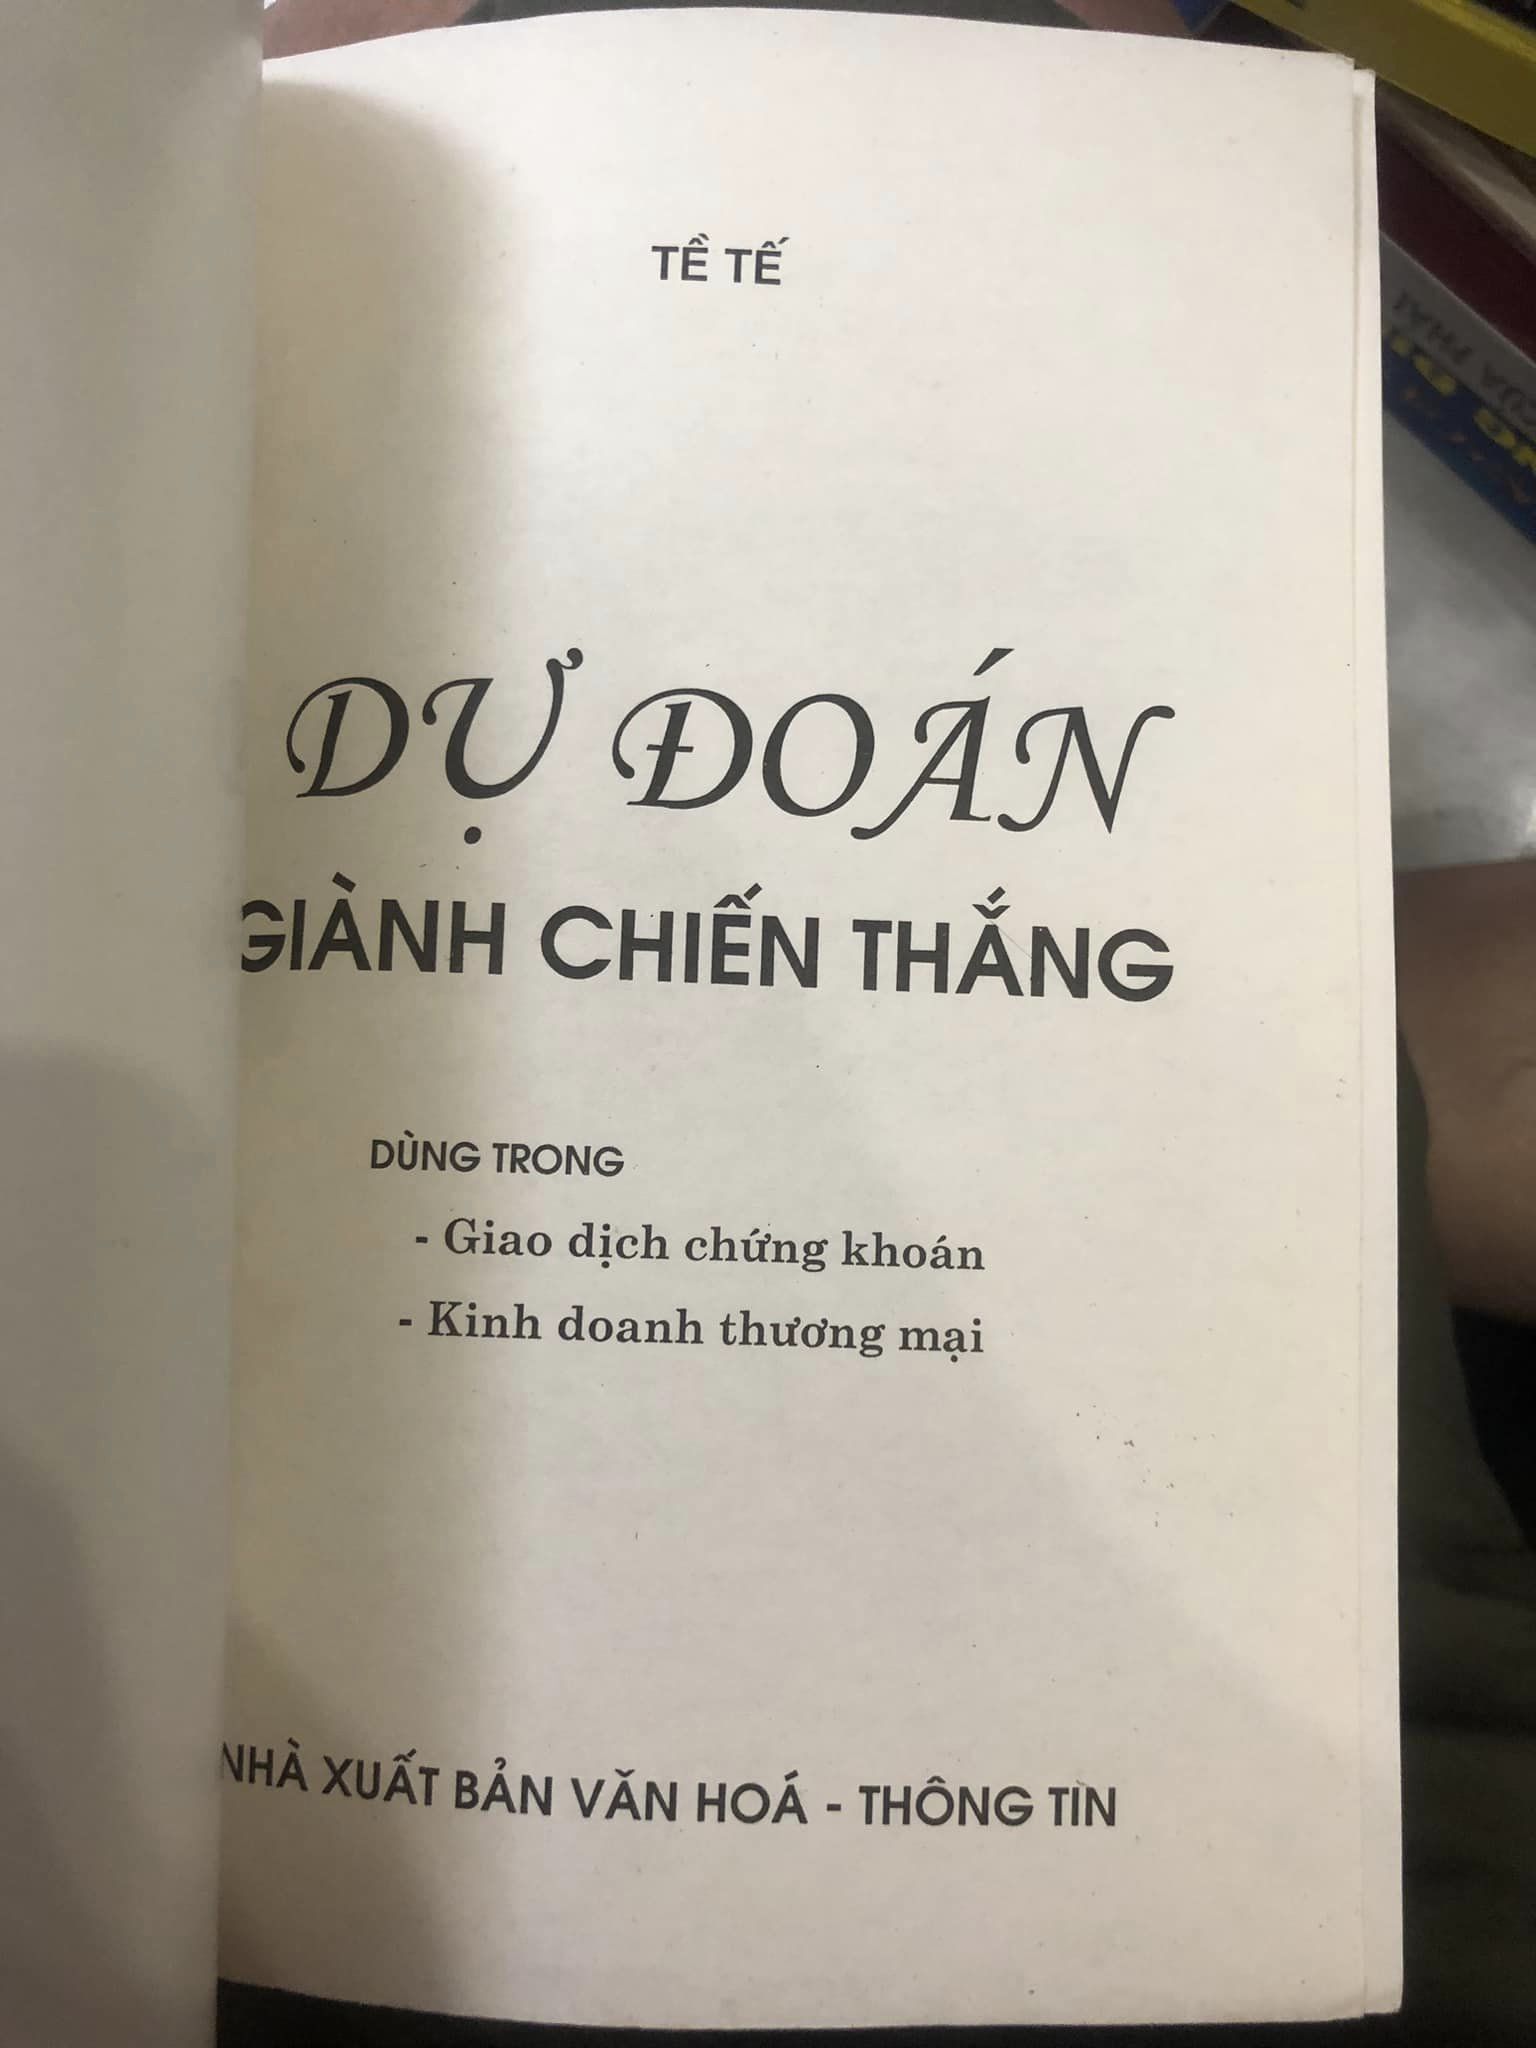 TỀ TẾ
DỰ ĐOÁN
GIÀNH CHIẾN THẮNG
DÙNG TRONG
- Giao dịch chứng khoán
- Kinh doanh thương mại
NHÀ XUẤT BẢN VĂN HOÁ - THÔNG TIN